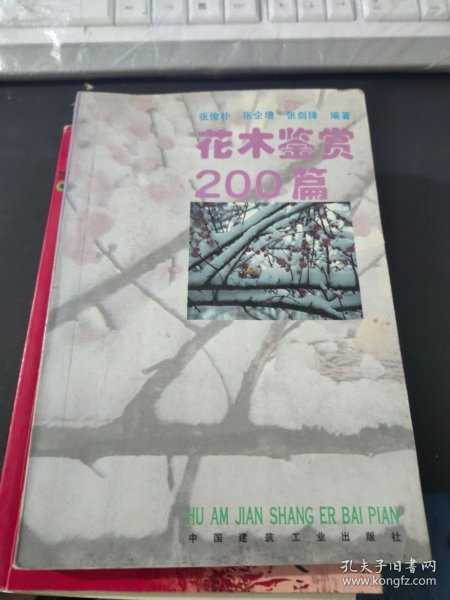 张俊朴 张企增 张剑锋 编著
花木鉴赏
200篇
HU AM JIAN SHANG ER BAI PIAN
中国建筑工业出版社
孔夫子旧书网
www.kongfz.com